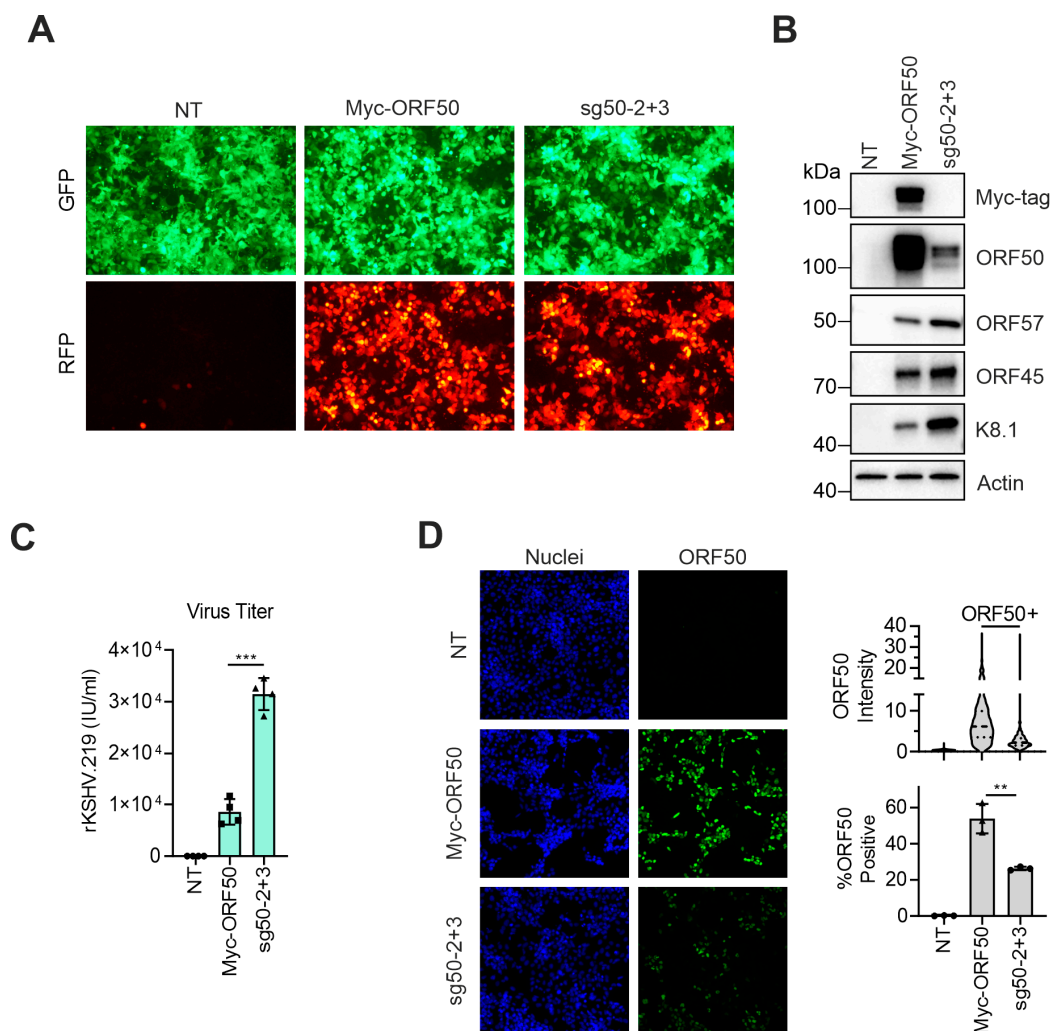 A
NT
Myc-ORF50
sg50-2+3
GFP
RFP
B
NT
Myc-ORF50
sg50-2+3
kDa
100
Myc-tag
100
ORF50
50
ORF57
70
ORF45
40
K8.1
40
Actin
C
Virus Titer
rKSHV.219 (IU/ml)
4×10⁴
3×10⁴
2×10⁴
1×10⁴
0
***
NT
Myc-ORF50
sg50-2+3
D
Nuclei
ORF50
NT
Myc-ORF50
sg50-2+3
ORF50+
ORF50
Intensity
40
30
20
10
0
%ORF50
Positive
60
40
20
0
**
NT
Myc-ORF50
sg50-2+3